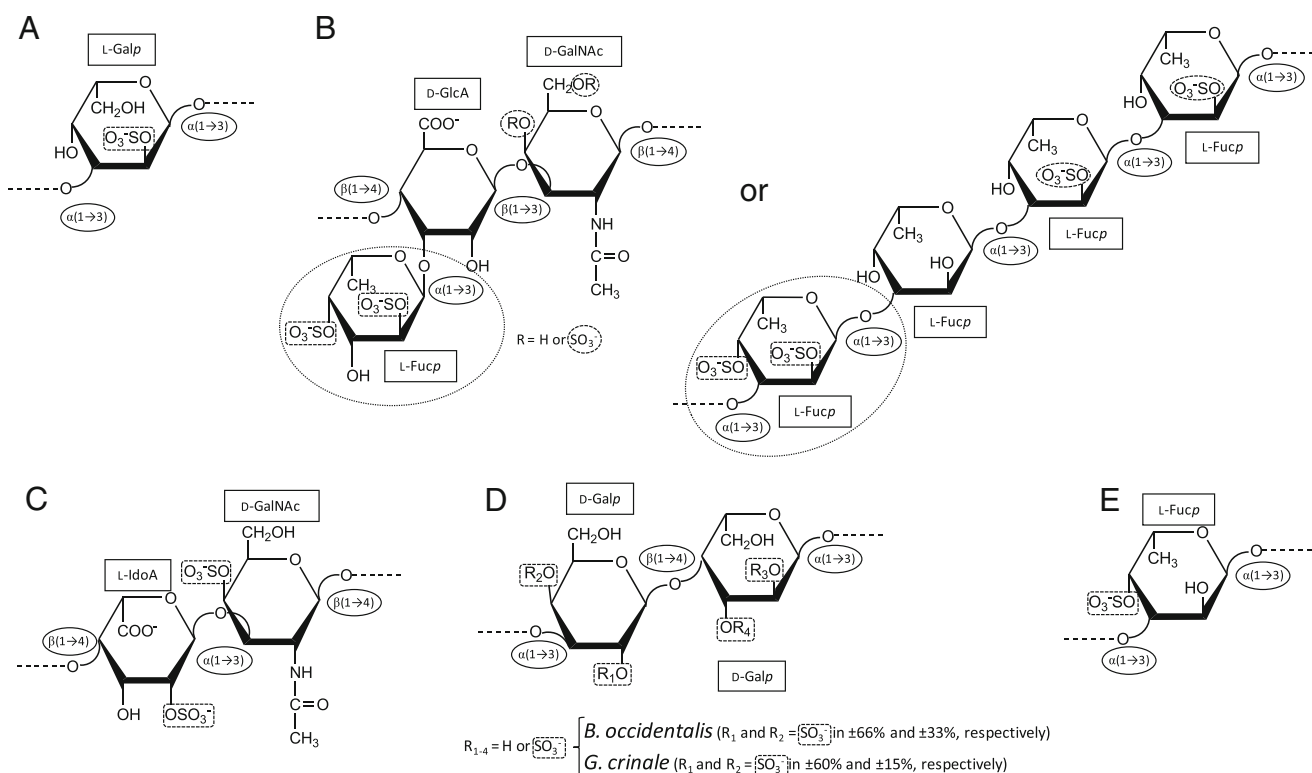 A
L-Galp
CH₂OH
O
O₃⁻SO
HO
O
α(1→3)
O
α(1→3)
B
D-GlcA
D-GalNAc
CH₂OR
COO⁻
RO
O
O
O
O
β(1→4)
β(1→4)
O
β(1→3)
NH
C=O
CH₃
OH
O
α(1→3)
O
CH₃
O₃⁻SO
O₃⁻SO
OH
L-Fucp
R = H or SO₃⁻
or
O
CH₃
O₃⁻SO
HO
O
α(1→3)
L-Fucp
O
CH₃
O₃⁻SO
HO
O
α(1→3)
L-Fucp
O
CH₃
HO
HO
O
α(1→3)
L-Fucp
O
CH₃
O₃⁻SO
O₃⁻SO
O
α(1→3)
O
α(1→3)
L-Fucp
C
D-GalNAc
CH₂OH
L-IdoA
O₃⁻SO
O
O
β(1→4)
O
COO⁻
O
β(1→4)
O
α(1→3)
OH
OSO₃⁻
NH
C=O
CH₃
D
D-Galp
CH₂OH
R₂O
O
O
α(1→3)
R₁O
β(1→4)
O
O
CH₂OH
R₃O
OR₄
O
α(1→3)
D-Galp
R₁₋₄ = H or SO₃⁻
B. occidentalis (R₁ and R₂ = SO₃⁻ in ±66% and ±33%, respectively)
G. crinale (R₁ and R₂ = SO₃⁻ in ±60% and ±15%, respectively)
E
L-Fucp
O
CH₃
HO
O₃⁻SO
O
α(1→3)
O
α(1→3)